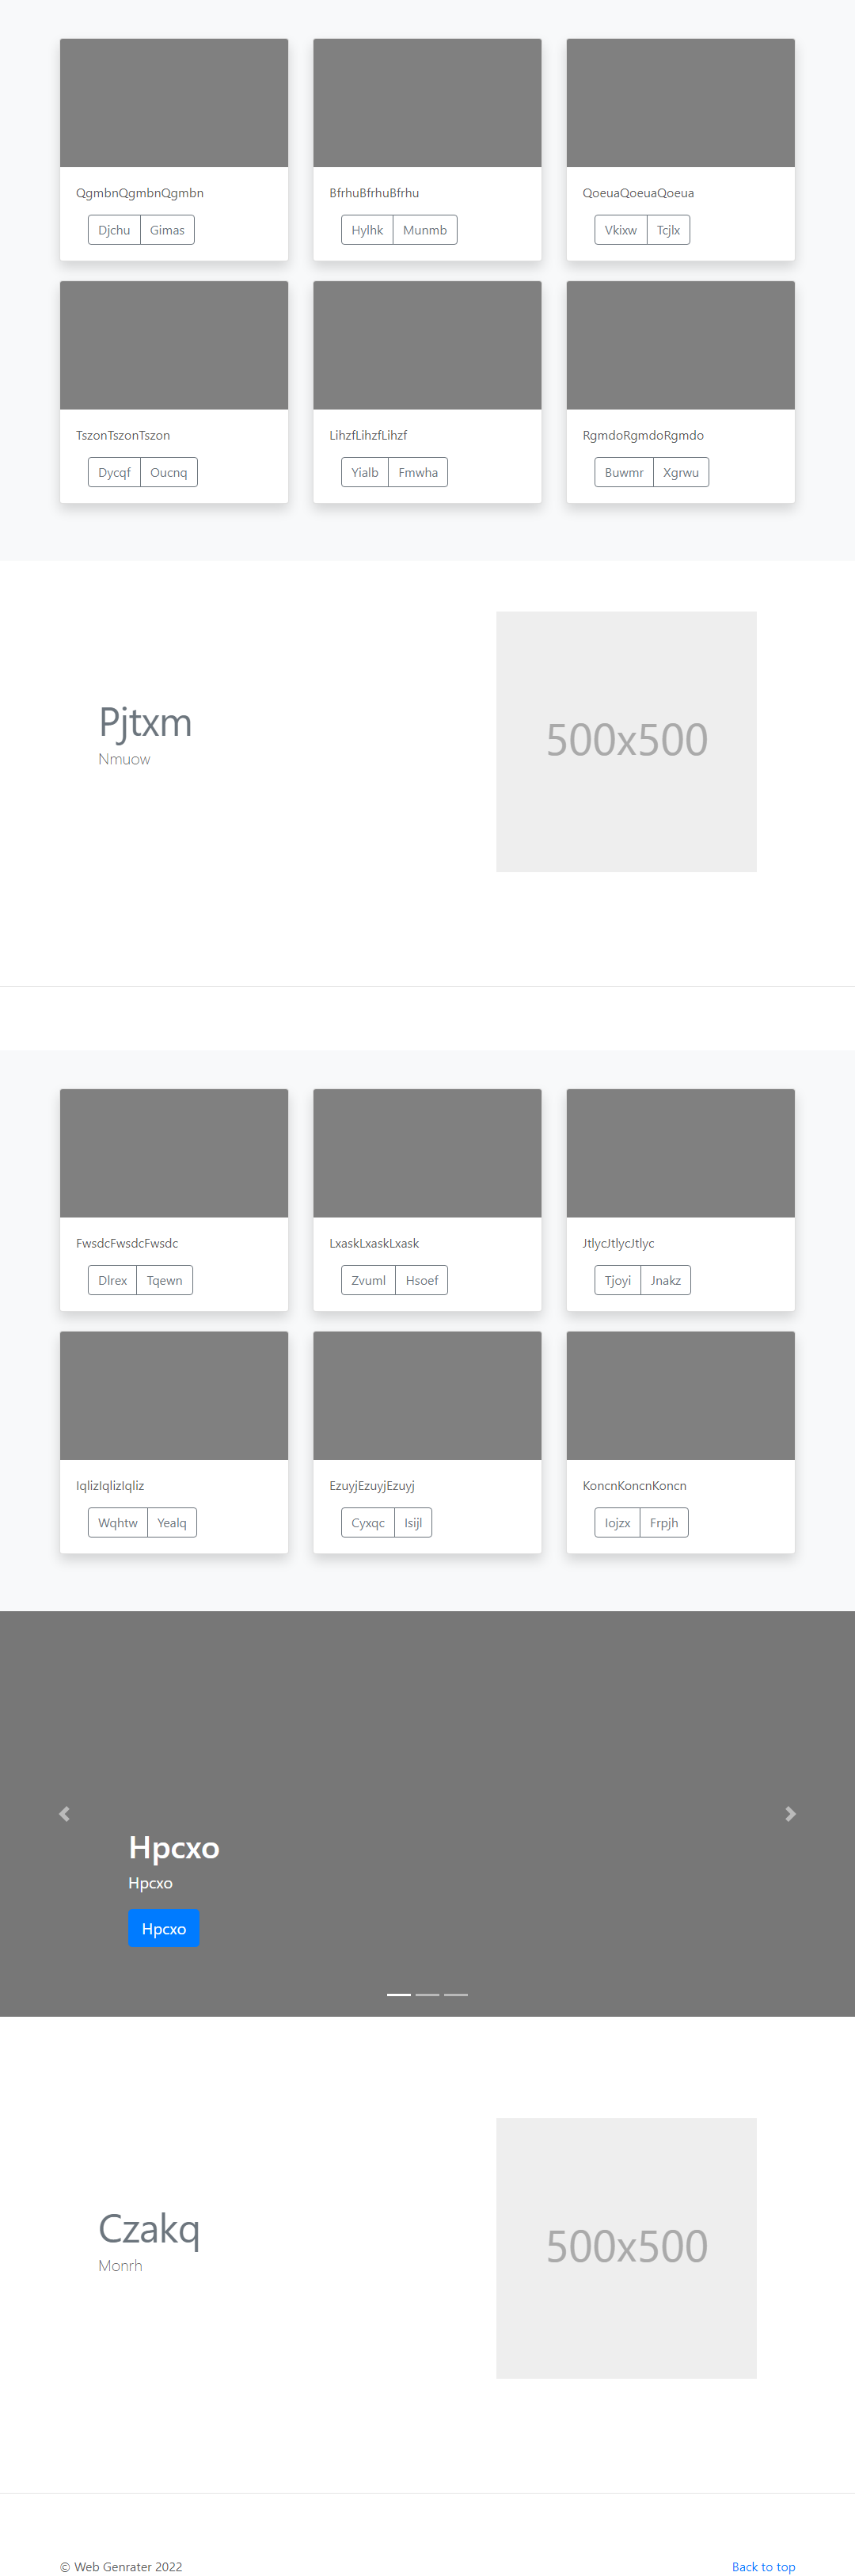 QgmbnQgmbnQgmbn BfrhuBfrhuBfrhu QoeuaQoeuaQoeua
Djchu Gimas Hylhk Munmb Vkixw Tcjlx
TszonTszonTszon LihzfLihzfLihzf RgmdoRgmdoRgmdo
Dycqf Oucnq Yialb Fmwha Buwmr Xgrwu
Pjtxm
Nmuow
500x500
FwsdcFwsdcFwsdc LxaskLxaskLxask JtlycJtlycJtlyc
Dlrex Tqewn Zvuml Hsoef Tjoyi Jnakz
IqlizIqlizIqliz EzuyjEzuyjEzuyj KoncnKoncnKoncn
Wqhtw Yealq Cyxqc Isijl Iojzx Frpjh
Hpcxo
Hpcxo
Hpcxo
Czakq
Monrh
500x500
© Web Genrater 2022 Back to top